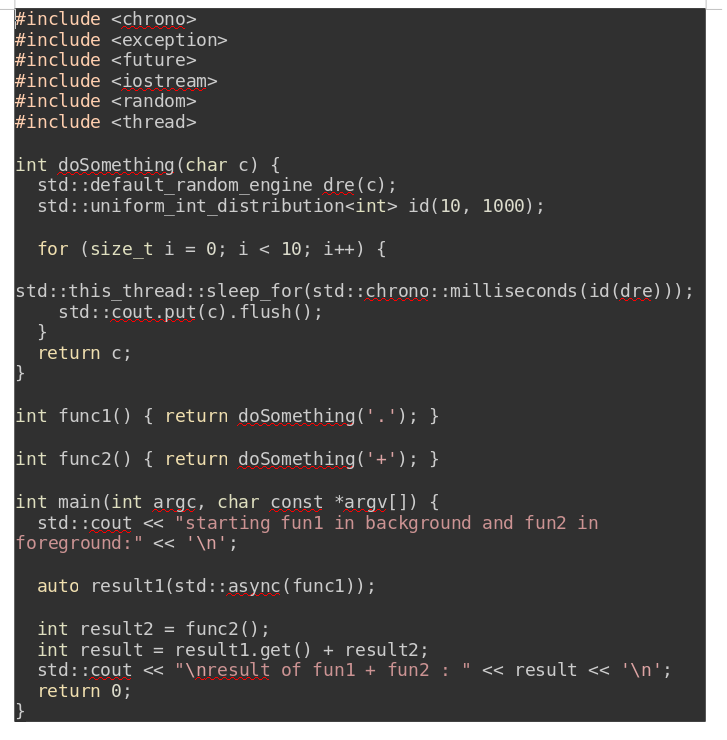 #include <chrono>
#include <exception>
#include <future>
#include <iostream>
#include <random>
#include <thread>

int doSomething(char c) {
  std::default_random_engine dre(c);
  std::uniform_int_distribution<int> id(10, 1000);

  for (size_t i = 0; i < 10; i++) {

std::this_thread::sleep_for(std::chrono::milliseconds(id(dre)));
    std::cout.put(c).flush();
  }
  return c;
}

int func1() { return doSomething('.'); }

int func2() { return doSomething('+'); }

int main(int argc, char const *argv[]) {
  std::cout << "starting fun1 in background and fun2 in
foreground:" << '\n';

  auto result1(std::async(func1));

  int result2 = func2();
  int result = result1.get() + result2;
  std::cout << "\nresult of fun1 + fun2 : " << result << '\n';
  return 0;
}